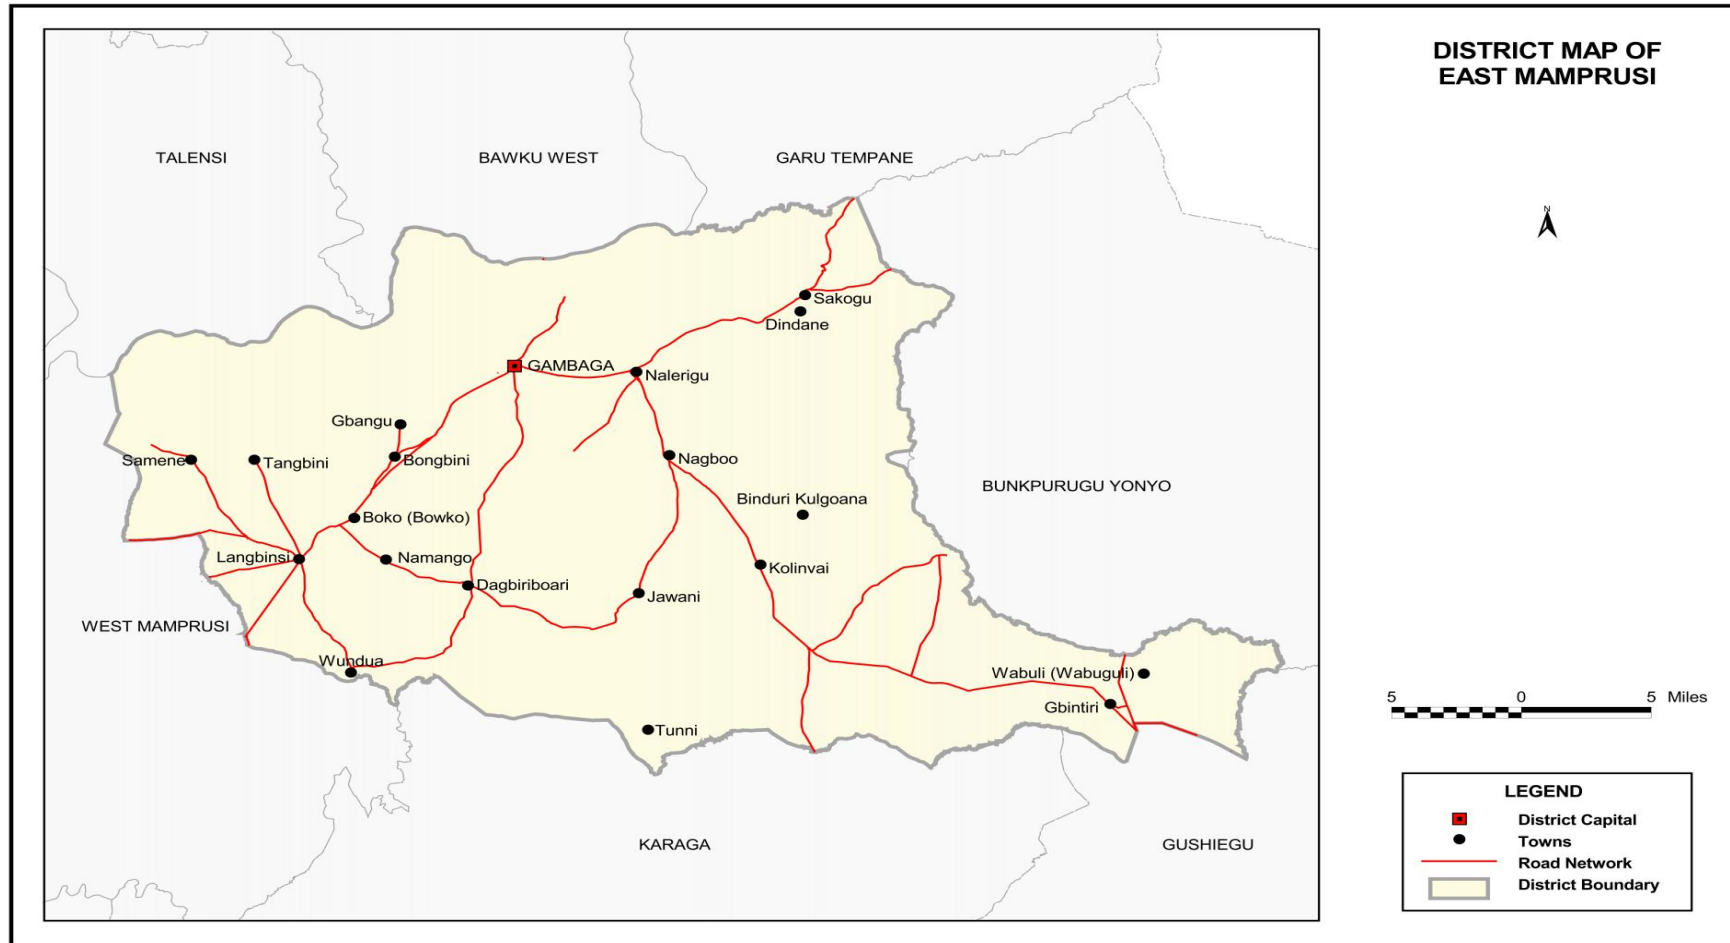 DISTRICT MAP OF
EAST MAMPRUSI
TALENSI
BAWKU WEST
GARU TEMPANE
N
Sakogu
Dindane
GAMBAGA
Nalerigu
Gbangu
Samene
Tangbini
Bongbini
Nagboo
BUNKPURUGU YONYO
Binduri Kulgoana
Boko (Bowko)
Langbinsi
Namango
Kolinvai
Dagbiriboari
Jawani
WEST MAMPRUSI
Wundua
Wabuli (Wabuguli)
Gbintiri
Tunni
5 0 5 Miles
KARAGA
GUSHIEGU
LEGEND
District Capital
Towns
Road Network
District Boundary